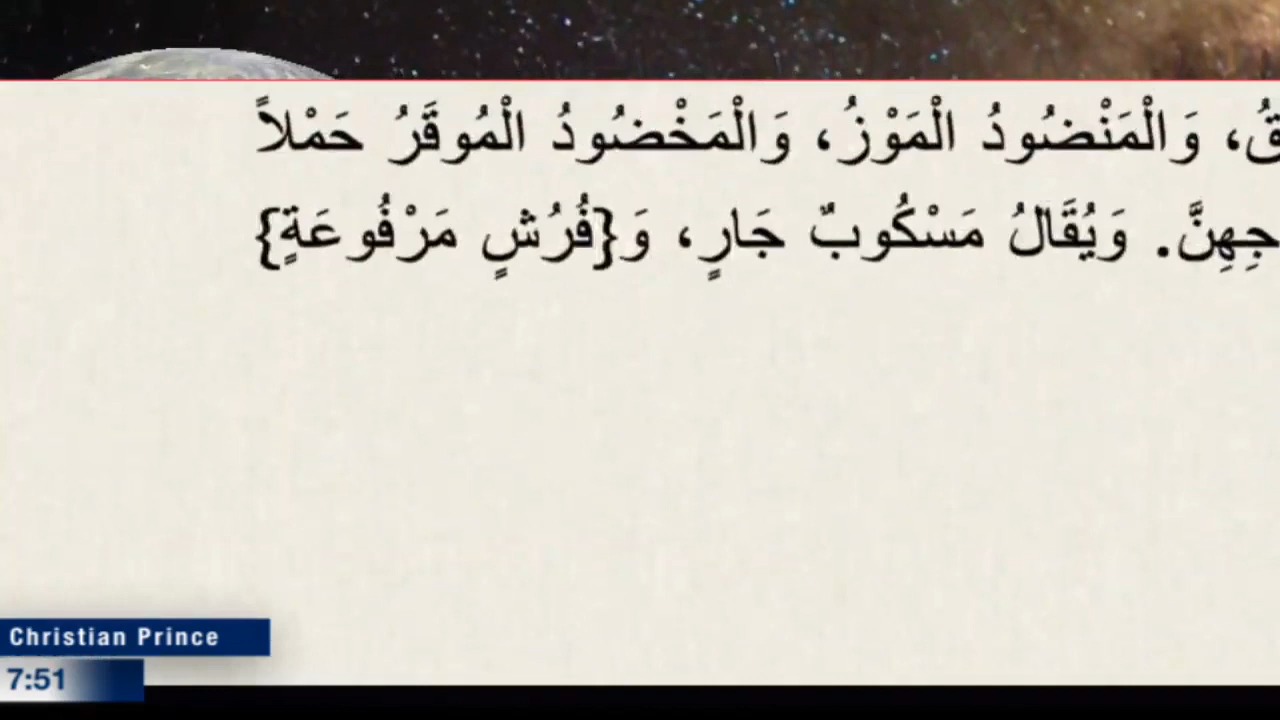 وَالْمَنْضُودُ الْمَوْزُ، وَالْمَخْضُودُ الْمُوقَرُ حَمْلاً
وَيُقَالُ مَسْكُوبٌ جَارٍ، وَ{فُرُشٍ مَرْفُوعَةٍ}
Christian Prince
7:51